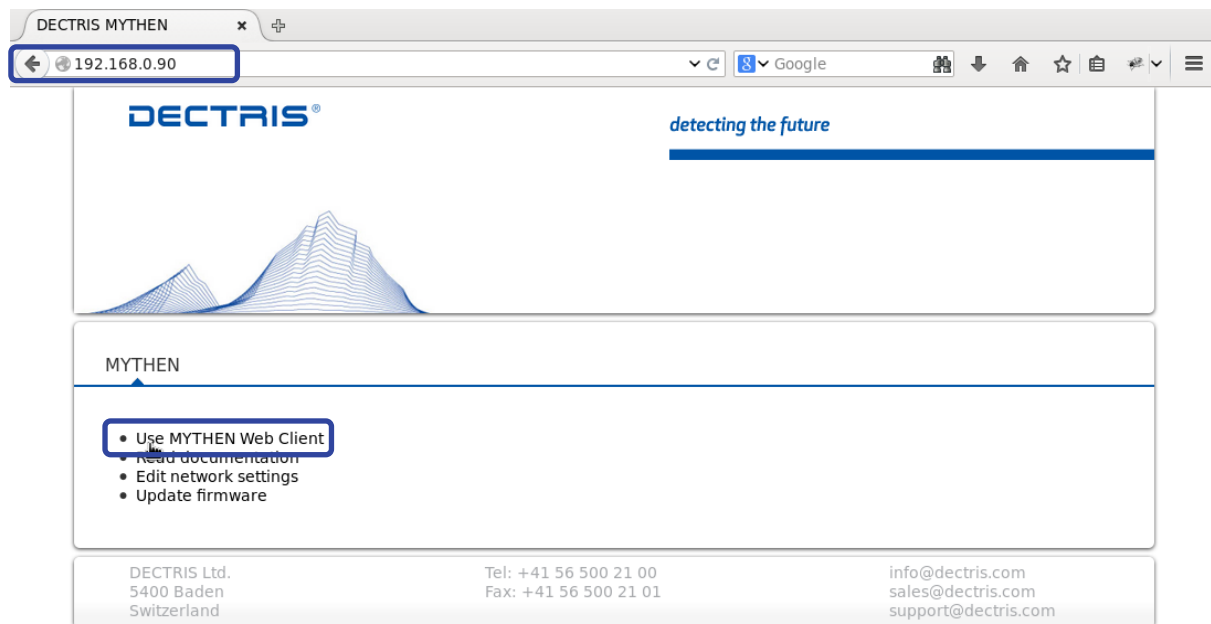 DECTRIS MYTHEN
192.168.0.90
Google
DECTRIS®
detecting the future
MYTHEN
Use MYTHEN Web Client
Read documentation
Edit network settings
Update firmware
DECTRIS Ltd.
5400 Baden
Switzerland
Tel: +41 56 500 21 00
Fax: +41 56 500 21 01
info@dectris.com
sales@dectris.com
support@dectris.com